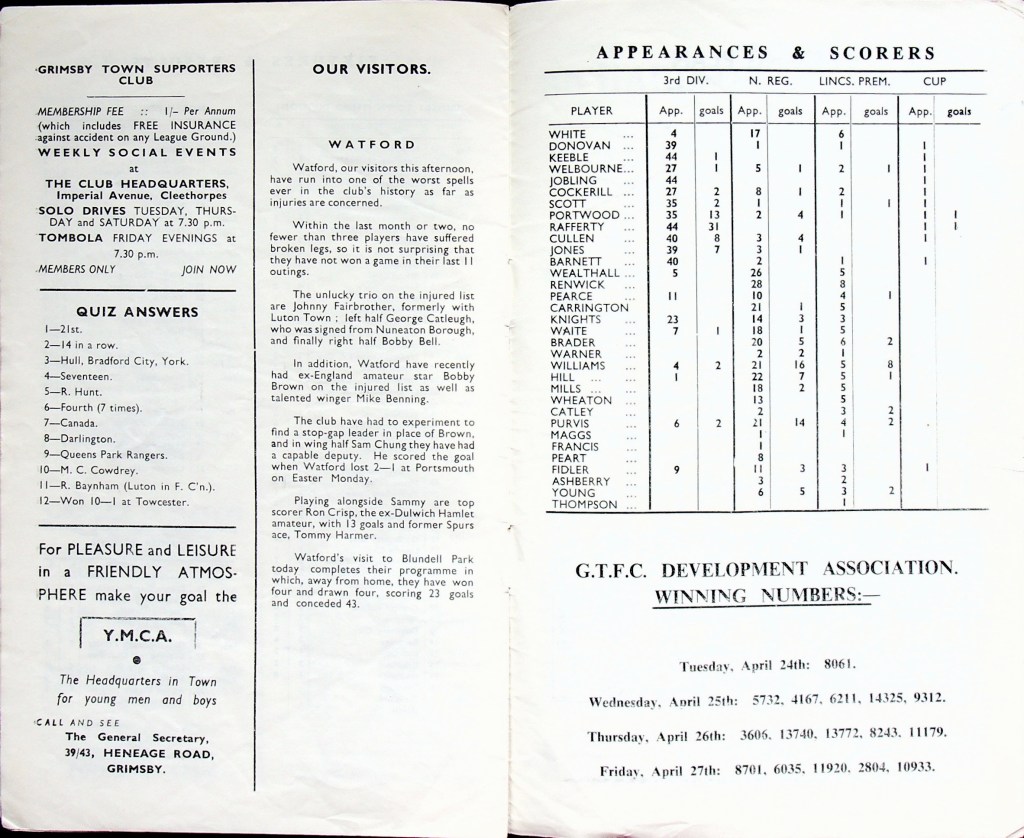 GRIMSBY TOWN SUPPORTERS
CLUB
MEMBERSHIP FEE :: 1/- Per Annum
(which includes FREE INSURANCE
against accident on any League Ground.)
WEEKLY SOCIAL EVENTS
at
THE CLUB HEADQUARTERS,
Imperial Avenue, Cleethorpes
SOLO DRIVES TUESDAY, THURS-
DAY and SATURDAY at 7.30 p.m.
TOMBOLA FRIDAY EVENINGS at
7.30 p.m.
MEMBERS ONLY JOIN NOW
QUIZ ANSWERS
1—21st.
2—14 in a row.
3—Hull, Bradford City, York.
4—Seventeen.
5—R. Hunt.
6—Fourth (7 times).
7—Canada.
8—Darlington.
9—Queens Park Rangers.
10—M. C. Cowdrey.
11—R. Baynham (Luton in F. C'n.).
12—Won 10—1 at Towcester.
For PLEASURE and LEISURE
in a FRIENDLY ATMOS-
PHERE make your goal the
Y.M.C.A.
The Headquarters in Town
for young men and boys
CALL AND SEE
The General Secretary,
39/43, HENEAGE ROAD,
GRIMSBY.
OUR VISITORS.
WATFORD
Watford, our visitors this afternoon,
have run into one of the worst spells
ever in the club's history as far as
injuries are concerned.
Within the last month or two, no
fewer than three players have suffered
broken legs, so it is not surprising that
they have not won a game in their last 11
outings.
The unlucky trio on the injured list
are Johnny Fairbrother, formerly with
Luton Town ; left half George Catleugh,
who was signed from Nuneaton Borough,
and finally right half Bobby Bell.
In addition, Watford have recently
had ex-England amateur star Bobby
Brown on the injured list as well as
talented winger Mike Benning.
The club have had to experiment to
find a stop-gap leader in place of Brown,
and in wing half Sam Chung they have had
a capable deputy. He scored the goal
when Watford lost 2—1 at Portsmouth
on Easter Monday.
Playing alongside Sammy are top
scorer Ron Crisp, the ex-Dulwich Hamlet
amateur, with 13 goals and former Spurs
ace, Tommy Harmer.
Watford's visit to Blundell Park
today completes their programme in
which, away from home, they have won
four and drawn four, scoring 23 goals
and conceded 43.
APPEARANCES & SCORERS
3rd DIV. N. REG. LINCS. PREM. CUP
PLAYER App. goals App. goals App. goals App. goals
WHITE ... 4 17 6
DONOVAN ... 39 1 1 1
KEEBLE ... 44 1 1
WELBOURNE... 27 1 5 1 2 1 1
JOBLING ... 44 1
COCKERILL ... 27 2 8 1 2 1
SCOTT ... 35 2 1 1 1 1
PORTWOOD ... 35 13 2 4 1 1 1
RAFFERTY ... 44 31 1 1
CULLEN ... 40 8 3 4 1
JONES ... 39 7 3 1
BARNETT ... 40 2 1 1
WEALTHALL ... 5 26 5
RENWICK ... 28 8
PEARCE ... 11 10 4 1
CARRINGTON 21 1 5
KNIGHTS ... 23 14 3 3
WAITE ... 7 1 18 1 5
BRADER ... 20 5 6 2
WARNER ... 2 2 1
WILLIAMS ... 4 2 21 16 5 8
HILL ... ... 1 22 7 5 1
MILLS ... ... 18 2 5
WHEATON ... 13 5
CATLEY ... 2 3 2
PURVIS ... 6 2 21 14 4 2
MAGGS ... 1 1
FRANCIS ... 1
PEART ... 8
FIDLER ... 9 11 3 3 1
ASHBERRY ... 3 2
YOUNG ... 6 5 3 2
THOMPSON ... 1
G.T.F.C. DEVELOPMENT ASSOCIATION.
WINNING NUMBERS:—
Tuesday, April 24th: 8061.
Wednesday, April 25th: 5732, 4167, 6211, 14325, 9312.
Thursday, April 26th: 3606, 13740, 13772, 8243, 11179.
Friday, April 27th: 8701, 6035, 11920, 2804, 10933.